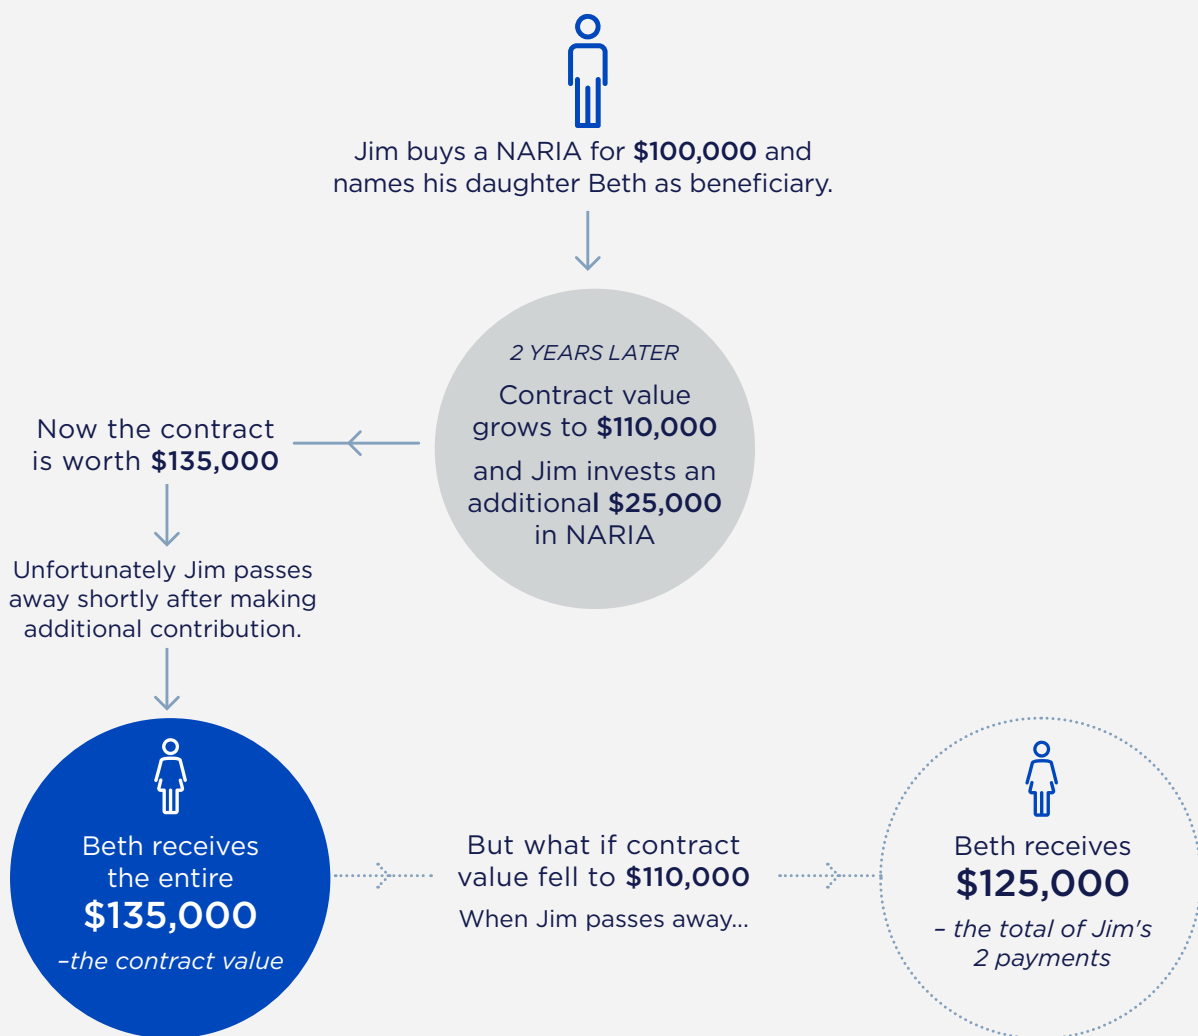 Jim buys a NARIA for $100,000 and
names his daughter Beth as beneficiary.
2 YEARS LATER
Contract value
grows to $110,000
and Jim invests an
additional $25,000
in NARIA
Now the contract
is worth $135,000
Unfortunately Jim passes
away shortly after making
additional contribution.
Beth receives
the entire
$135,000
–the contract value
But what if contract
value fell to $110,000
When Jim passes away...
Beth receives
$125,000
– the total of Jim's
2 payments